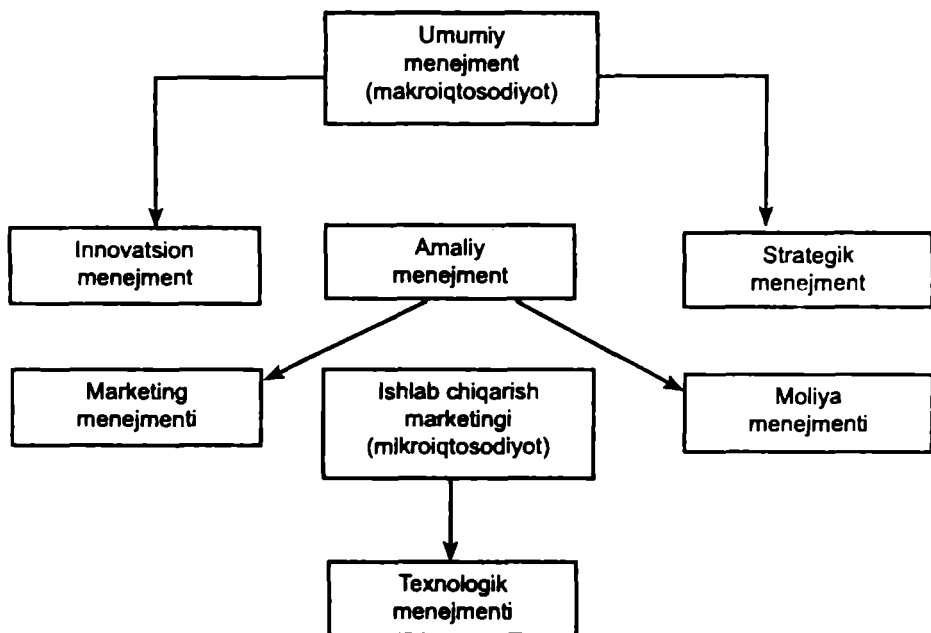 Umumiy
menejment
(makroiqtosodiyot)
Innovatsion
menejment
Amaliy
menejment
Strategik
menejment
Marketing
menejmenti
Ishlab chiqarish
marketingi
(mikroiqtosodiyot)
Moliya
menejmenti
Texnologik
menejmenti